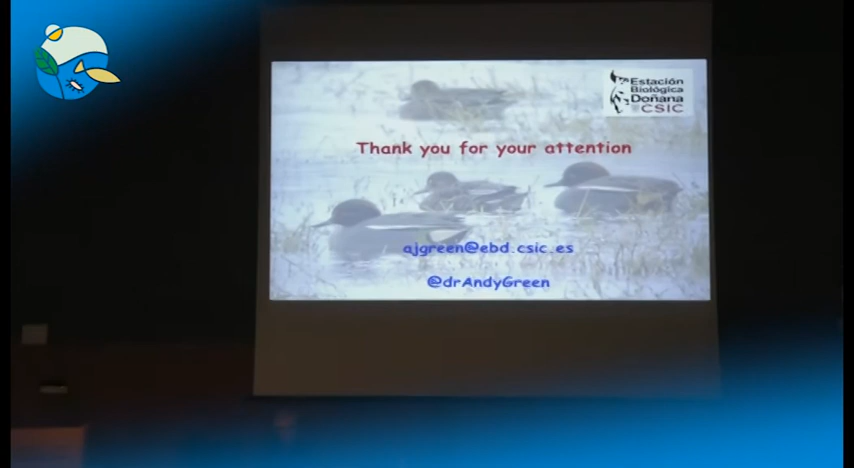 Estación
Biológica
Doñana
CSIC
Thank you for your attention
ajgreen@ebd.csic.es
@drAndyGreen